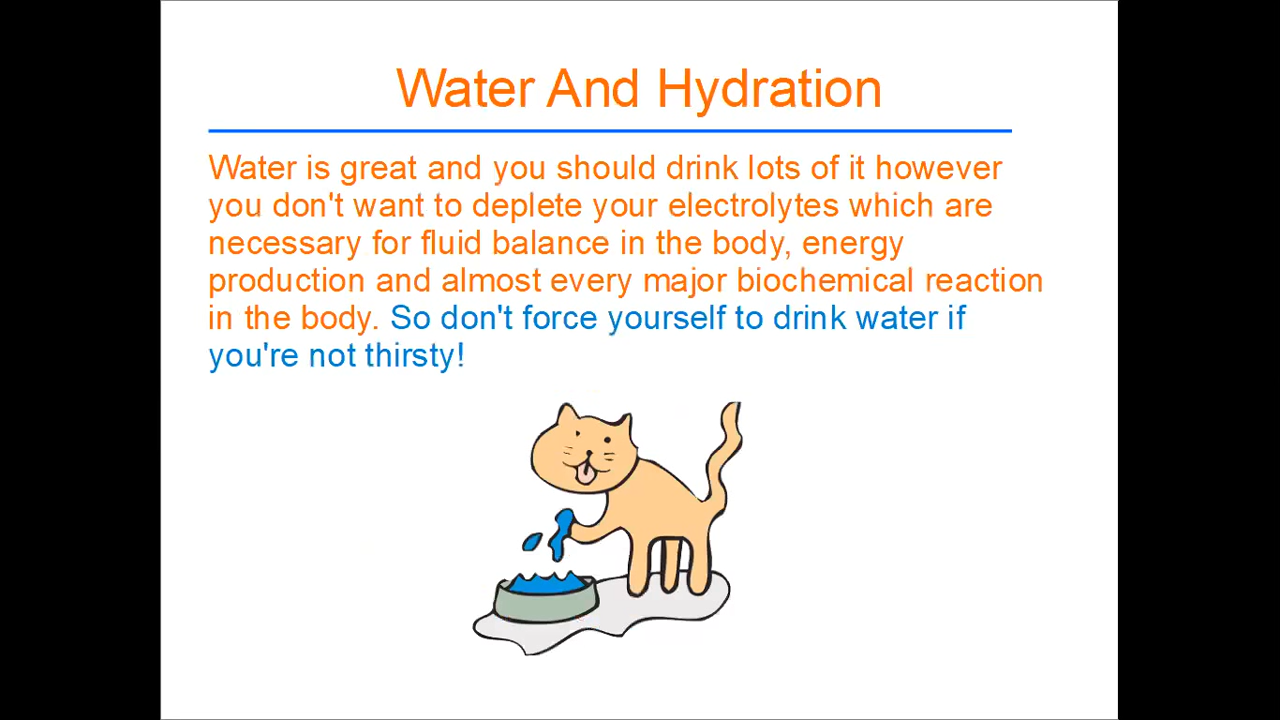 Water And Hydration
Water is great and you should drink lots of it however
you don't want to deplete your electrolytes which are
necessary for fluid balance in the body, energy
production and almost every major biochemical reaction
in the body. So don't force yourself to drink water if
you're not thirsty!